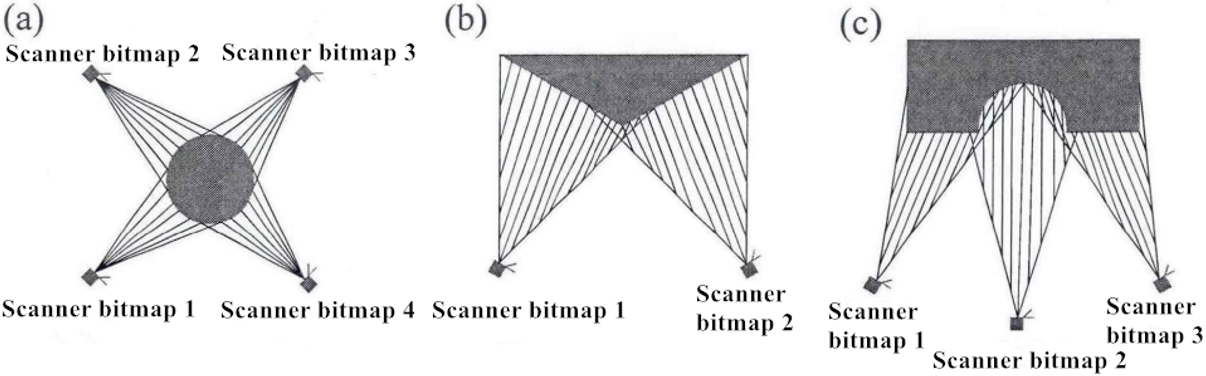 (a)
Scanner bitmap 2
Scanner bitmap 3
Scanner bitmap 1
Scanner bitmap 4
(b)
Scanner bitmap 1
Scanner
bitmap 2
(c)
Scanner
bitmap 1
Scanner bitmap 2
Scanner
bitmap 3